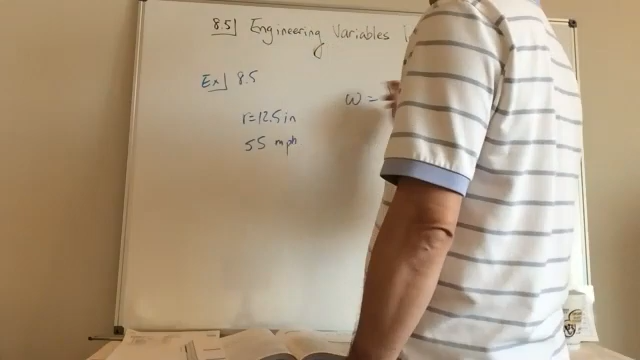 8.5] Engineering Variables
Ex] 8.5
ω =
r=12.5in
55 mph